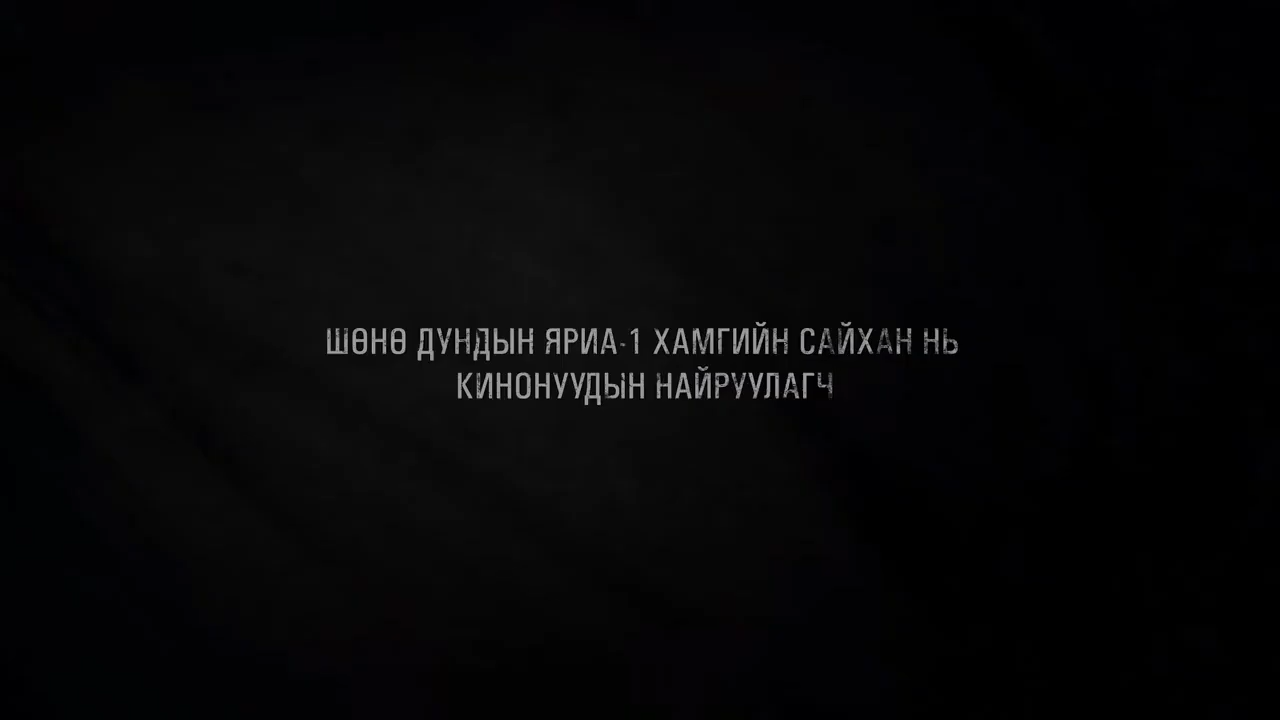 ШӨНӨ ДУНДЫН ЯРИА-1 ХАМГИЙН САЙХАН НЬ
КИНОНУУДЫН НАЙРУУЛАГЧ